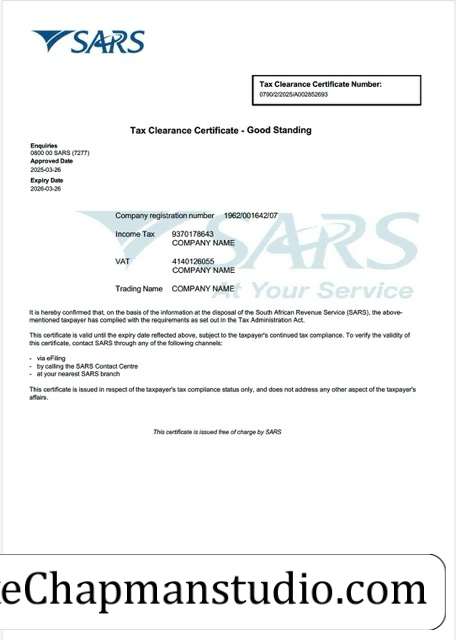 SARS
Tax Clearance Certificate Number:
0790/2/2025/A002852693
Tax Clearance Certificate - Good Standing
Enquiries
0800 00 SARS (7277)
Approved Date
2025-03-26
Expiry Date
2026-03-26
SARS
At Your Service
Company registration number 1962/001642/07
Income Tax 9370178643
COMPANY NAME
VAT 4140126055
COMPANY NAME
Trading Name COMPANY NAME
It is hereby confirmed that, on the basis of the information at the disposal of the South African Revenue Service (SARS), the above-
mentioned taxpayer has complied with the requirements as set out in the Tax Administration Act.
This certificate is valid until the expiry date reflected above, subject to the taxpayer's continued tax compliance. To verify the validity of
this certificate, contact SARS through any of the following channels:
- via eFiling
- by calling the SARS Contact Centre
- at your nearest SARS branch
This certificate is issued in respect of the taxpayer's tax compliance status only, and does not address any other aspect of the taxpayer's
affairs.
This certificate is issued free of charge by SARS
eChapmanstudio.com